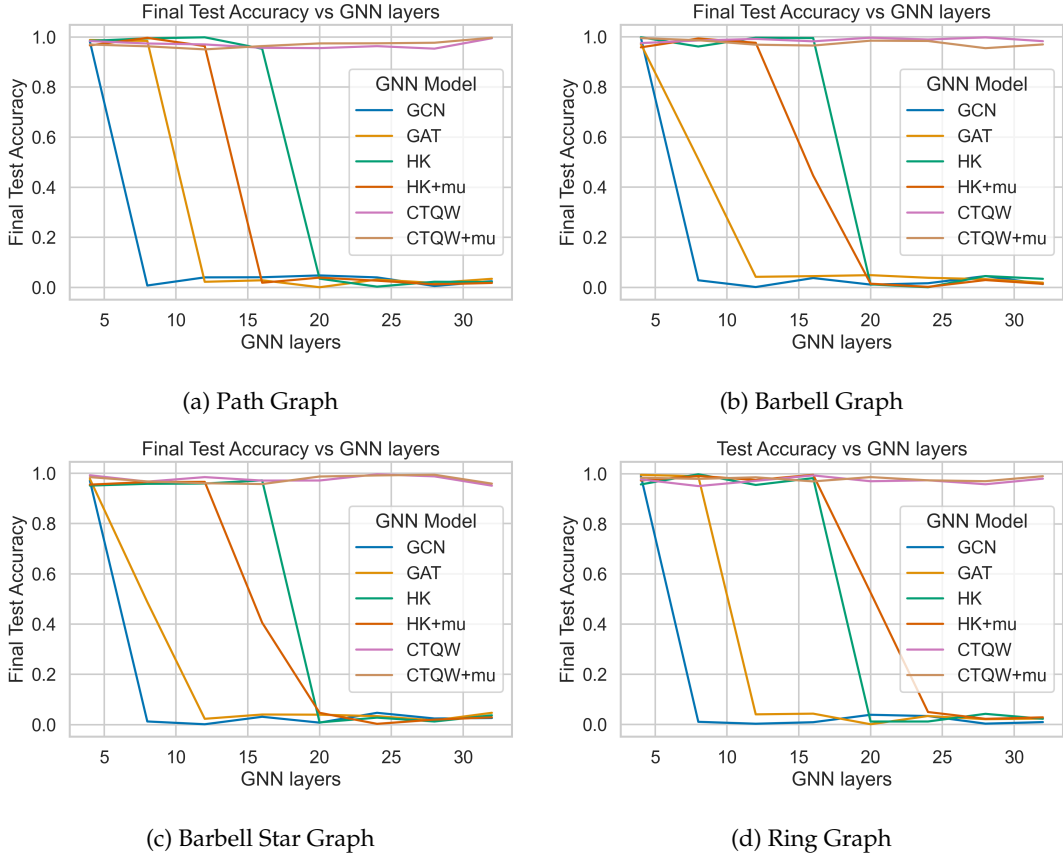 Final Test Accuracy vs GNN layers
Final Test Accuracy
1.0
0.8
0.6
0.4
0.2
0.0
GNN Model
GCN
GAT
HK
HK+mu
CTQW
CTQW+mu
5 10 15 20 25 30
GNN layers
(a) Path Graph
Final Test Accuracy vs GNN layers
Final Test Accuracy
1.0
0.8
0.6
0.4
0.2
0.0
GNN Model
GCN
GAT
HK
HK+mu
CTQW
CTQW+mu
5 10 15 20 25 30
GNN layers
(b) Barbell Graph
Final Test Accuracy vs GNN layers
Final Test Accuracy
1.0
0.8
0.6
0.4
0.2
0.0
GNN Model
GCN
GAT
HK
HK+mu
CTQW
CTQW+mu
5 10 15 20 25 30
GNN layers
(c) Barbell Star Graph
Test Accuracy vs GNN layers
Final Test Accuracy
1.0
0.8
0.6
0.4
0.2
0.0
GNN Model
GCN
GAT
HK
HK+mu
CTQW
CTQW+mu
5 10 15 20 25 30
GNN layers
(d) Ring Graph